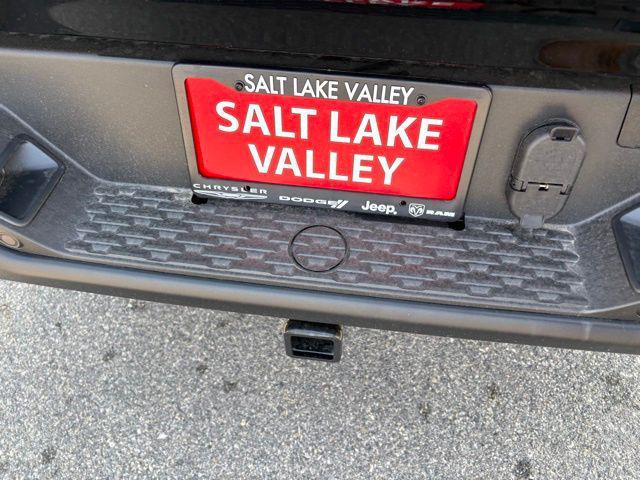 SALT LAKE VALLEY
SALT LAKE
VALLEY
CHRYSLER DODGE Jeep RAM